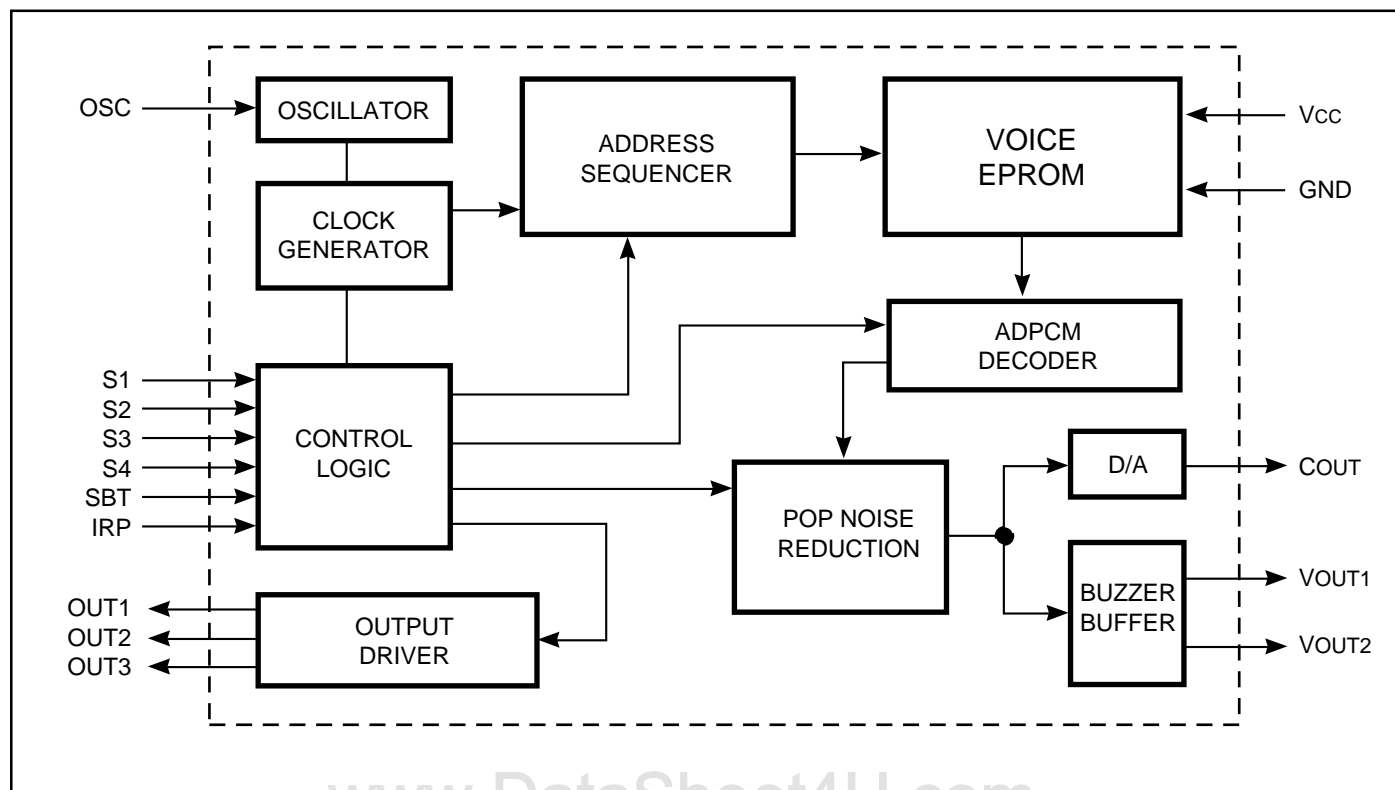 OSC
OSCILLATOR
ADDRESS
SEQUENCER
VOICE
EPROM
VCC
GND
CLOCK
GENERATOR
ADPCM
DECODER
S1
S2
S3
S4
SBT
IRP
CONTROL
LOGIC
D/A
COUT
POP NOISE
REDUCTION
BUZZER
BUFFER
VOUT1
VOUT2
OUT1
OUT2
OUT3
OUTPUT
DRIVER
www.DataSheet4U.com